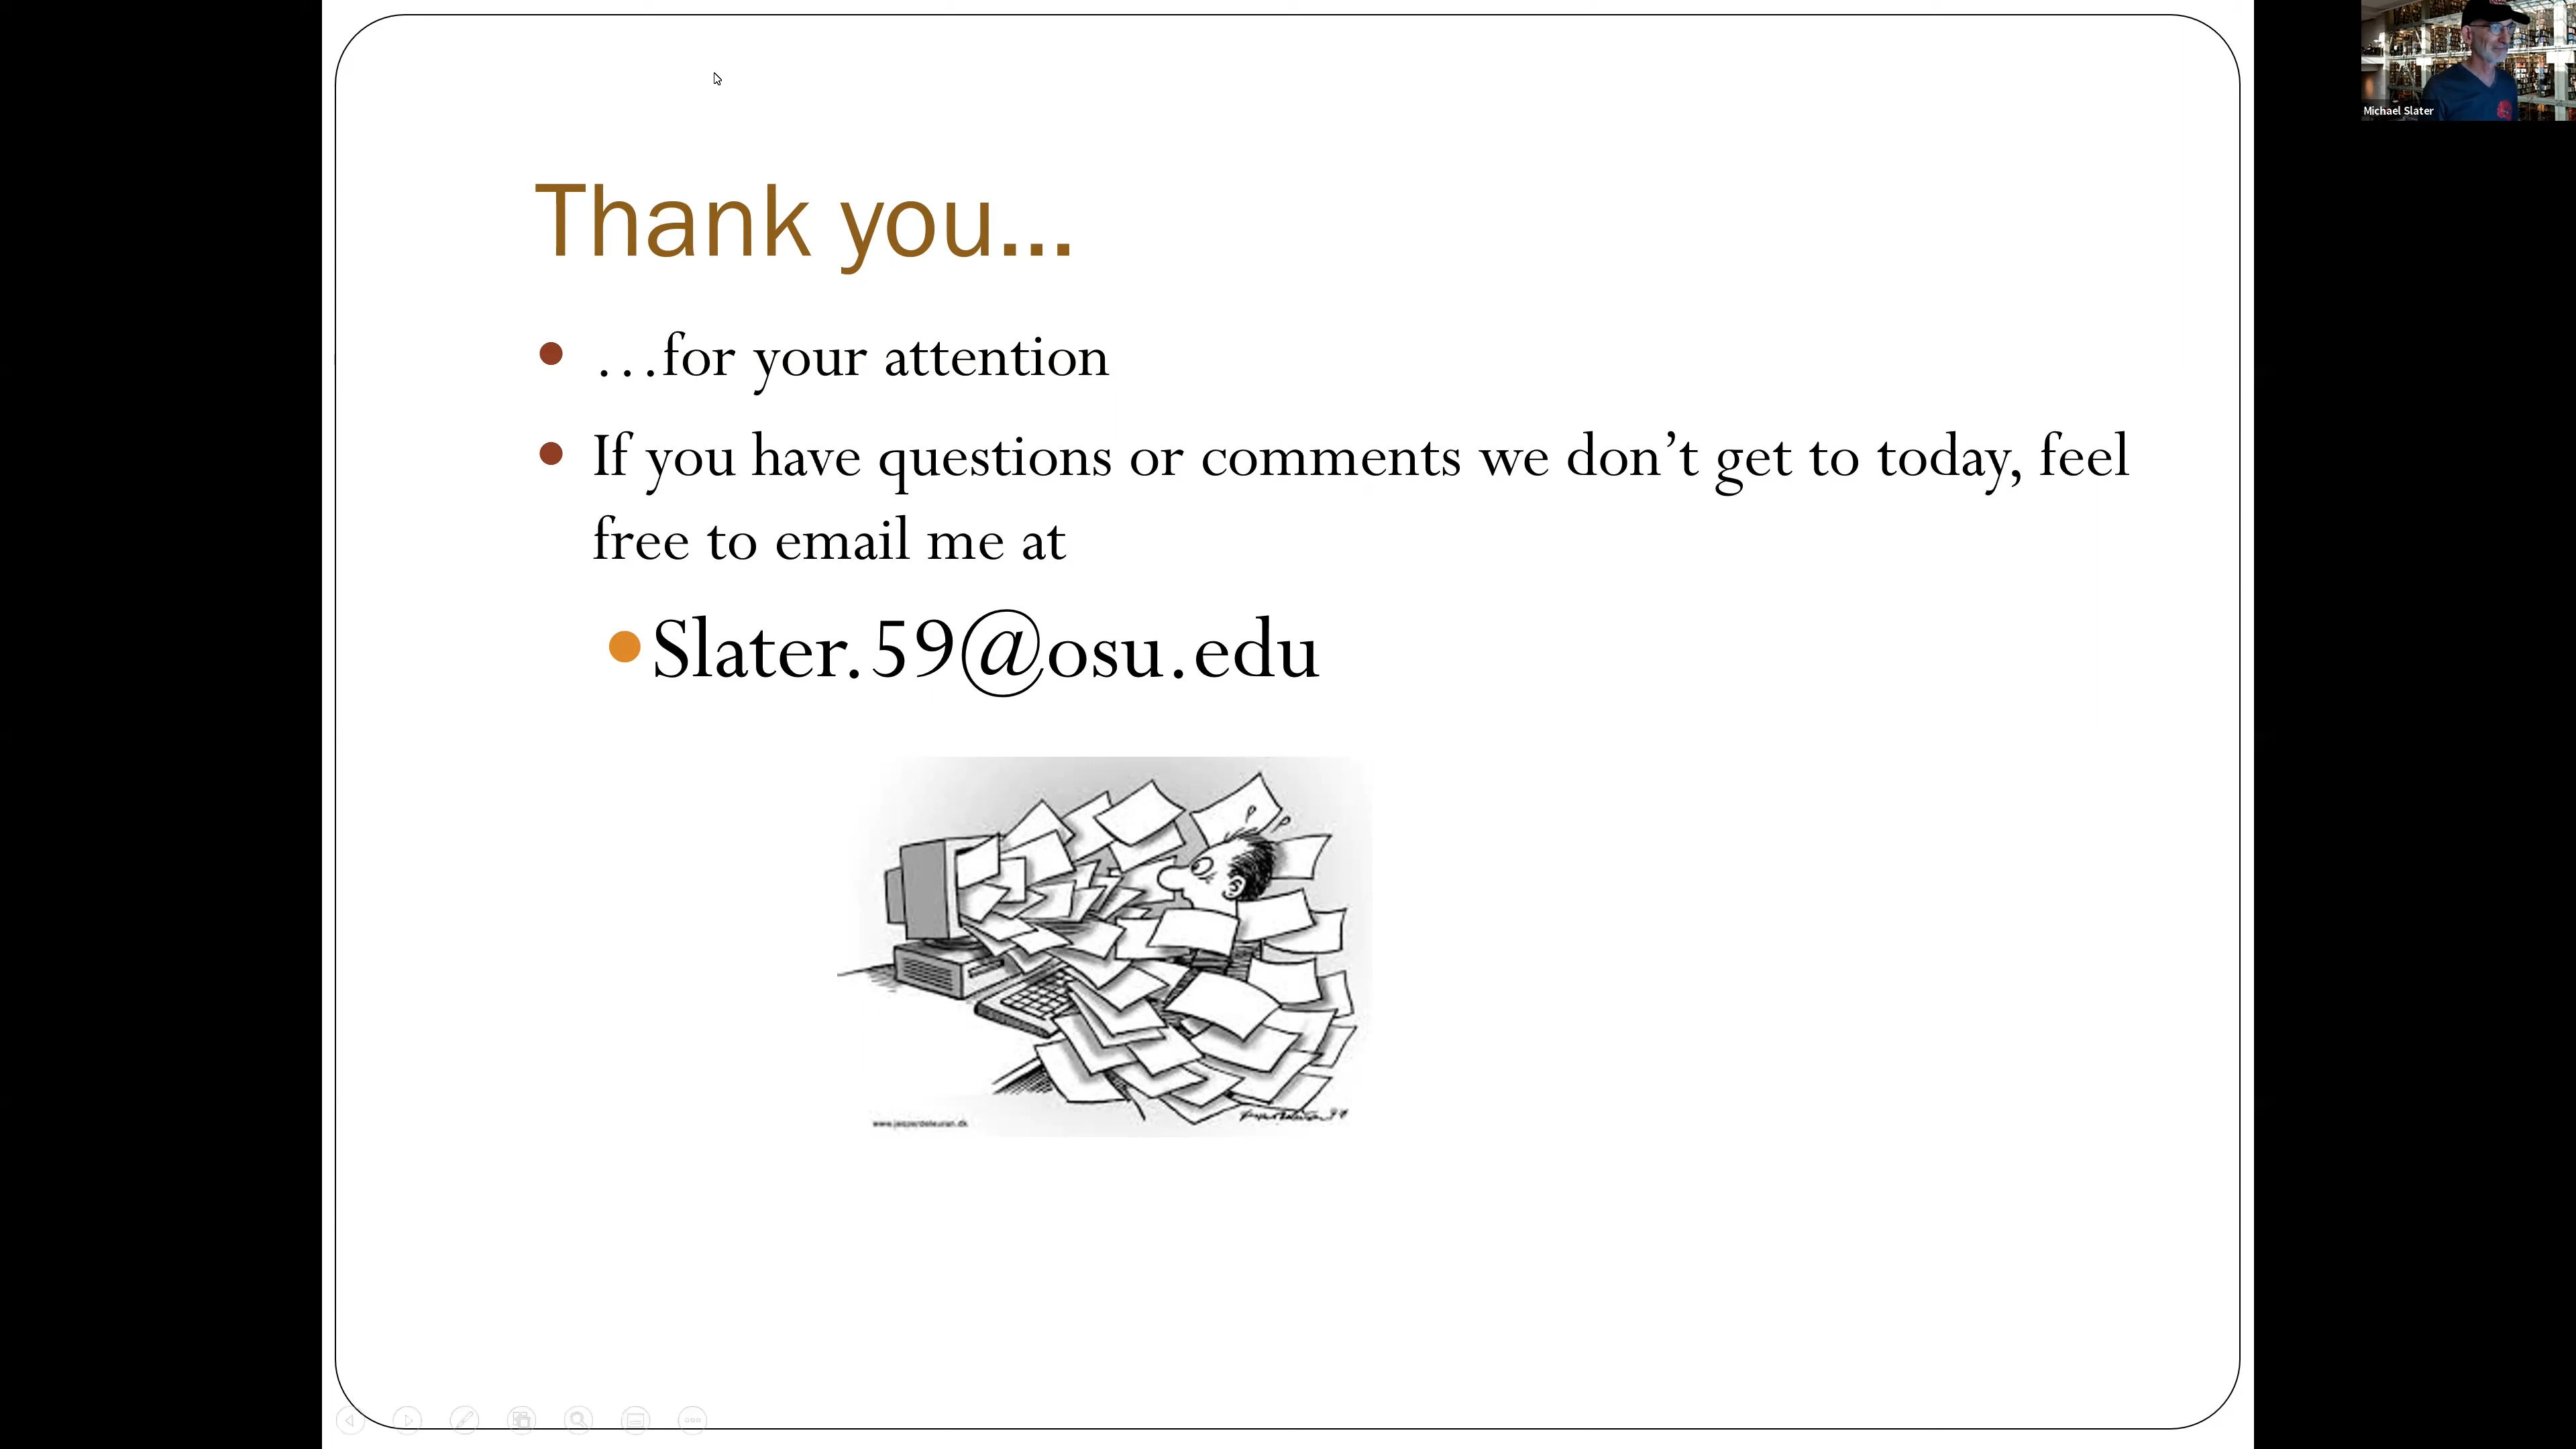 Michael Slater
Thank you...
…for your attention
If you have questions or comments we don’t get to today, feel
free to email me at
Slater.59@osu.edu